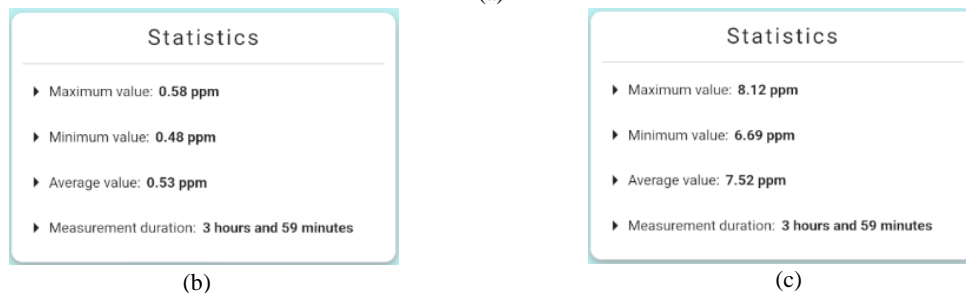 (a)
Statistics
Maximum value: 0.58 ppm
Minimum value: 0.48 ppm
Average value: 0.53 ppm
Measurement duration: 3 hours and 59 minutes
(b)
Statistics
Maximum value: 8.12 ppm
Minimum value: 6.69 ppm
Average value: 7.52 ppm
Measurement duration: 3 hours and 59 minutes
(c)